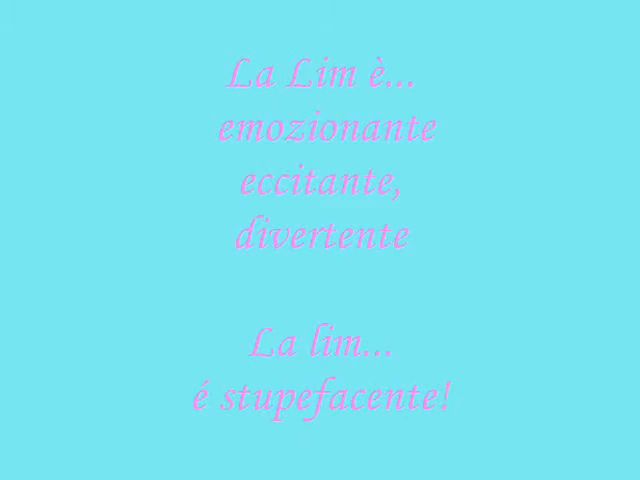 La Lim è...
emozionante
eccitante,
divertente
La lim...
é stupefacente!